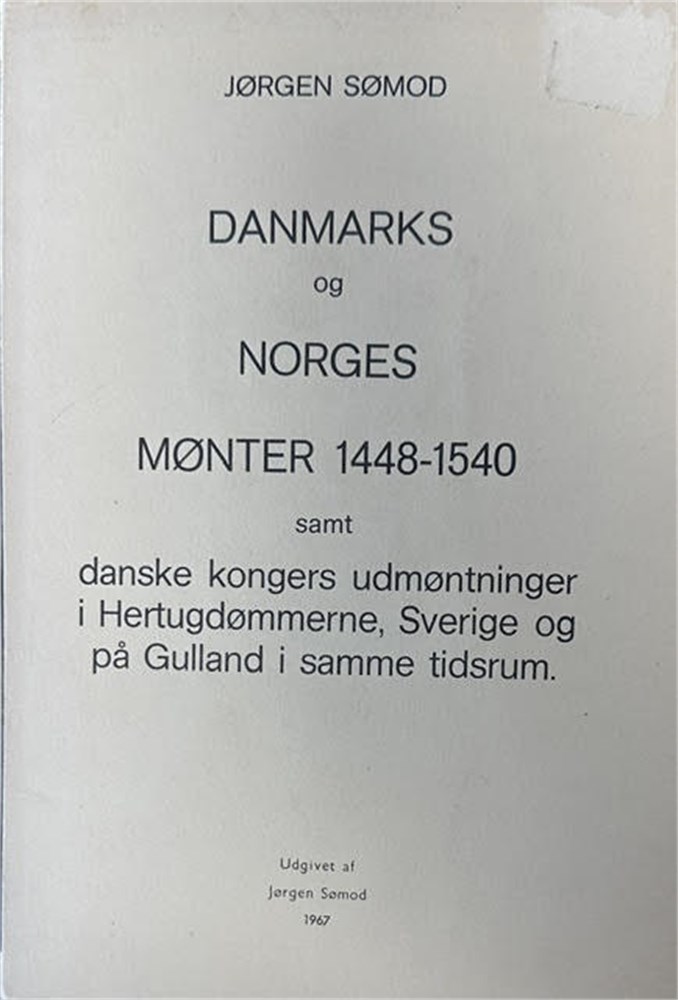 JØRGEN SØMOD
DANMARKS
og
NORGES
MØNTER 1448-1540
samt
danske kongers udmøntninger
i Hertugdømmerne, Sverige og
på Gulland i samme tidsrum.
Udgivet af
Jørgen Sømod
1967